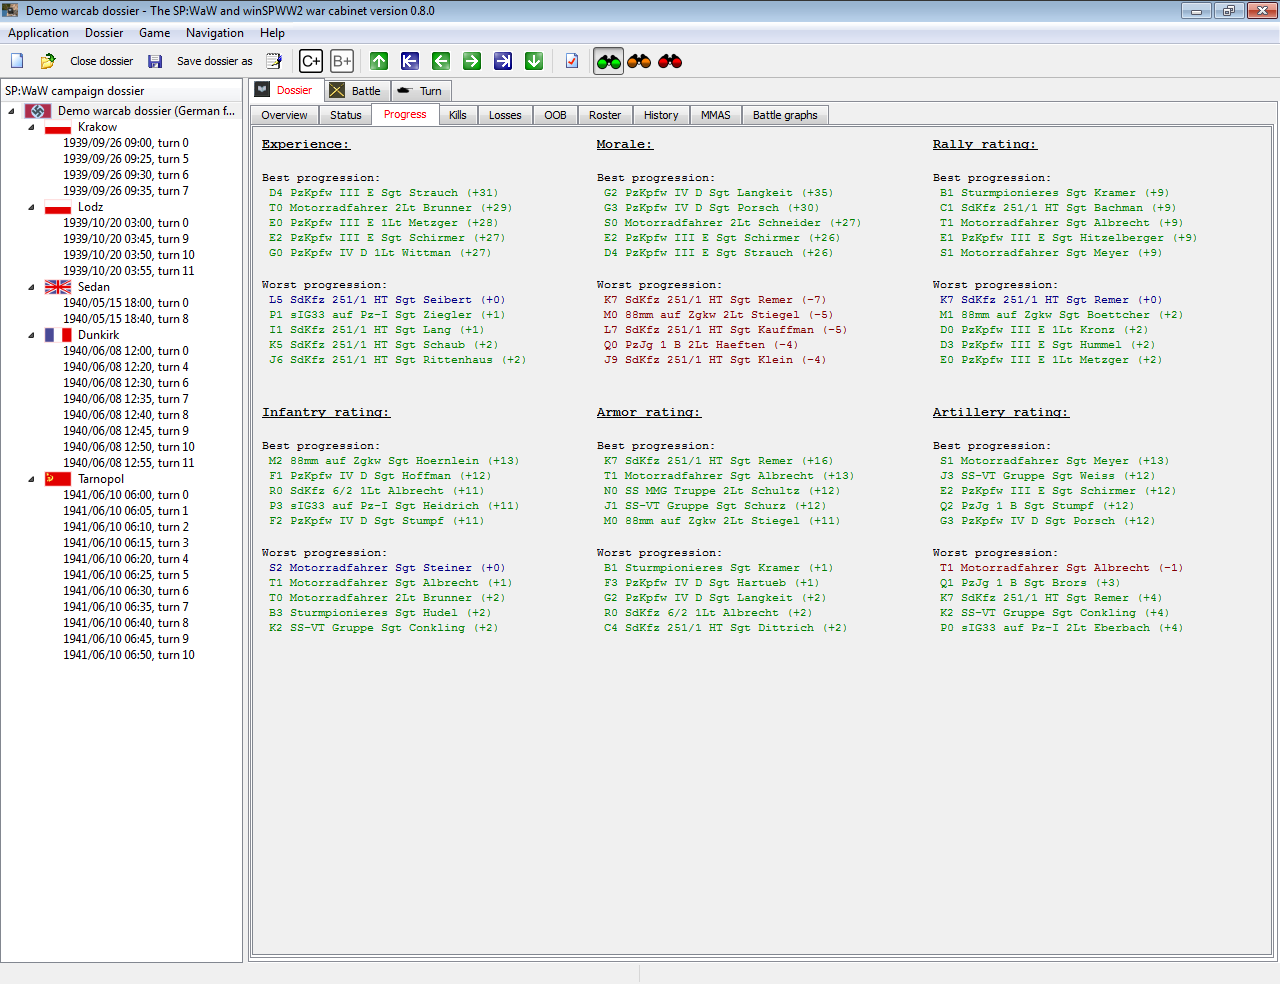 Demo warcab dossier - The SP:WaW and winSPWW2 war cabinet version 0.8.0
Application Dossier Game Navigation Help
Close dossier Save dossier as C+ B+
SP:WaW campaign dossier
Demo warcab dossier (German f...
Krakow
1939/09/26 09:00, turn 0
1939/09/26 09:25, turn 5
1939/09/26 09:30, turn 6
1939/09/26 09:35, turn 7
Lodz
1939/10/20 03:00, turn 0
1939/10/20 03:45, turn 9
1939/10/20 03:50, turn 10
1939/10/20 03:55, turn 11
Sedan
1940/05/15 18:00, turn 0
1940/05/15 18:40, turn 8
Dunkirk
1940/06/08 12:00, turn 0
1940/06/08 12:20, turn 4
1940/06/08 12:30, turn 6
1940/06/08 12:35, turn 7
1940/06/08 12:40, turn 8
1940/06/08 12:45, turn 9
1940/06/08 12:50, turn 10
1940/06/08 12:55, turn 11
Tarnopol
1941/06/10 06:00, turn 0
1941/06/10 06:05, turn 1
1941/06/10 06:10, turn 2
1941/06/10 06:15, turn 3
1941/06/10 06:20, turn 4
1941/06/10 06:25, turn 5
1941/06/10 06:30, turn 6
1941/06/10 06:35, turn 7
1941/06/10 06:40, turn 8
1941/06/10 06:45, turn 9
1941/06/10 06:50, turn 10
Dossier Battle Turn
Overview Status Progress Kills Losses OOB Roster History MMAS Battle graphs
Experience:
Best progression:
D4 PzKpfw III E Sgt Strauch (+31)
T0 Motorradfahrer 2Lt Brunner (+29)
E0 PzKpfw III E 1Lt Metzger (+28)
E2 PzKpfw III E Sgt Schirmer (+27)
G0 PzKpfw IV D 1Lt Wittman (+27)
Worst progression:
L5 SdKfz 251/1 HT Sgt Seibert (+0)
P1 sIG33 auf Pz-I Sgt Ziegler (+1)
I1 SdKfz 251/1 HT Sgt Lang (+1)
K5 SdKfz 251/1 HT Sgt Schaub (+2)
J6 SdKfz 251/1 HT Sgt Rittenhaus (+2)
Morale:
Best progression:
G2 PzKpfw IV D Sgt Langkeit (+35)
G3 PzKpfw IV D Sgt Porsch (+30)
S0 Motorradfahrer 2Lt Schneider (+27)
E2 PzKpfw III E Sgt Schirmer (+26)
D4 PzKpfw III E Sgt Strauch (+26)
Worst progression:
K7 SdKfz 251/1 HT Sgt Remer (-7)
M0 88mm auf Zgkw 2Lt Stiegel (-5)
L7 SdKfz 251/1 HT Sgt Kauffman (-5)
Q0 PzJg 1 B 2Lt Haeften (-4)
J9 SdKfz 251/1 HT Sgt Klein (-4)
Rally rating:
Best progression:
B1 Sturmpionieres Sgt Kramer (+9)
C1 SdKfz 251/1 HT Sgt Bachman (+9)
T1 Motorradfahrer Sgt Albrecht (+9)
E1 PzKpfw III E Sgt Hitzelberger (+9)
S1 Motorradfahrer Sgt Meyer (+9)
Worst progression:
K7 SdKfz 251/1 HT Sgt Remer (+0)
M1 88mm auf Zgkw Sgt Boettcher (+2)
D0 PzKpfw III E 1Lt Kronz (+2)
D3 PzKpfw III E Sgt Hummel (+2)
E0 PzKpfw III E 1Lt Metzger (+2)
Infantry rating:
Best progression:
M2 88mm auf Zgkw Sgt Hoernlein (+13)
F1 PzKpfw IV D Sgt Hoffman (+12)
R0 SdKfz 6/2 1Lt Albrecht (+11)
P3 sIG33 auf Pz-I Sgt Heidrich (+11)
F2 PzKpfw IV D Sgt Stumpf (+11)
Worst progression:
S2 Motorradfahrer Sgt Steiner (+0)
T1 Motorradfahrer Sgt Albrecht (+1)
T0 Motorradfahrer 2Lt Brunner (+2)
B3 Sturmpionieres Sgt Hudel (+2)
K2 SS-VT Gruppe Sgt Conkling (+2)
Armor rating:
Best progression:
K7 SdKfz 251/1 HT Sgt Remer (+16)
T1 Motorradfahrer Sgt Albrecht (+13)
N0 SS MMG Truppe 2Lt Schultz (+12)
J1 SS-VT Gruppe Sgt Schurz (+12)
M0 88mm auf Zgkw 2Lt Stiegel (+11)
Worst progression:
B1 Sturmpionieres Sgt Kramer (+1)
F3 PzKpfw IV D Sgt Hartueb (+1)
G2 PzKpfw IV D Sgt Langkeit (+2)
R0 SdKfz 6/2 1Lt Albrecht (+2)
C4 SdKfz 251/1 HT Sgt Dittrich (+2)
Artillery rating:
Best progression:
S1 Motorradfahrer Sgt Meyer (+13)
J3 SS-VT Gruppe Sgt Weiss (+12)
E2 PzKpfw III E Sgt Schirmer (+12)
Q2 PzJg 1 B Sgt Stumpf (+12)
G3 PzKpfw IV D Sgt Porsch (+12)
Worst progression:
T1 Motorradfahrer Sgt Albrecht (-1)
Q1 PzJg 1 B Sgt Brors (+3)
K7 SdKfz 251/1 HT Sgt Remer (+4)
K2 SS-VT Gruppe Sgt Conkling (+4)
P0 sIG33 auf Pz-I 2Lt Eberbach (+4)